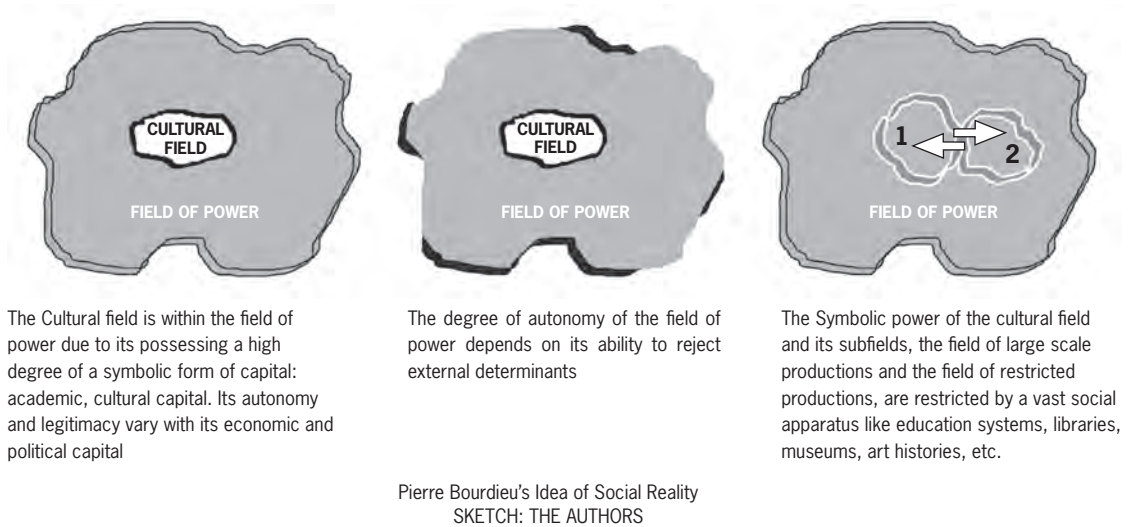 CULTURAL
FIELD
FIELD OF POWER
CULTURAL
FIELD
FIELD OF POWER
1
2
FIELD OF POWER
The Cultural field is within the field of
power due to its possessing a high
degree of a symbolic form of capital:
academic, cultural capital. Its autonomy
and legitimacy vary with its economic and
political capital
The degree of autonomy of the field of
power depends on its ability to reject
external determinants
The Symbolic power of the cultural field
and its subfields, the field of large scale
productions and the field of restricted
productions, are restricted by a vast social
apparatus like education systems, libraries,
museums, art histories, etc.
Pierre Bourdieu's Idea of Social Reality
SKETCH: THE AUTHORS